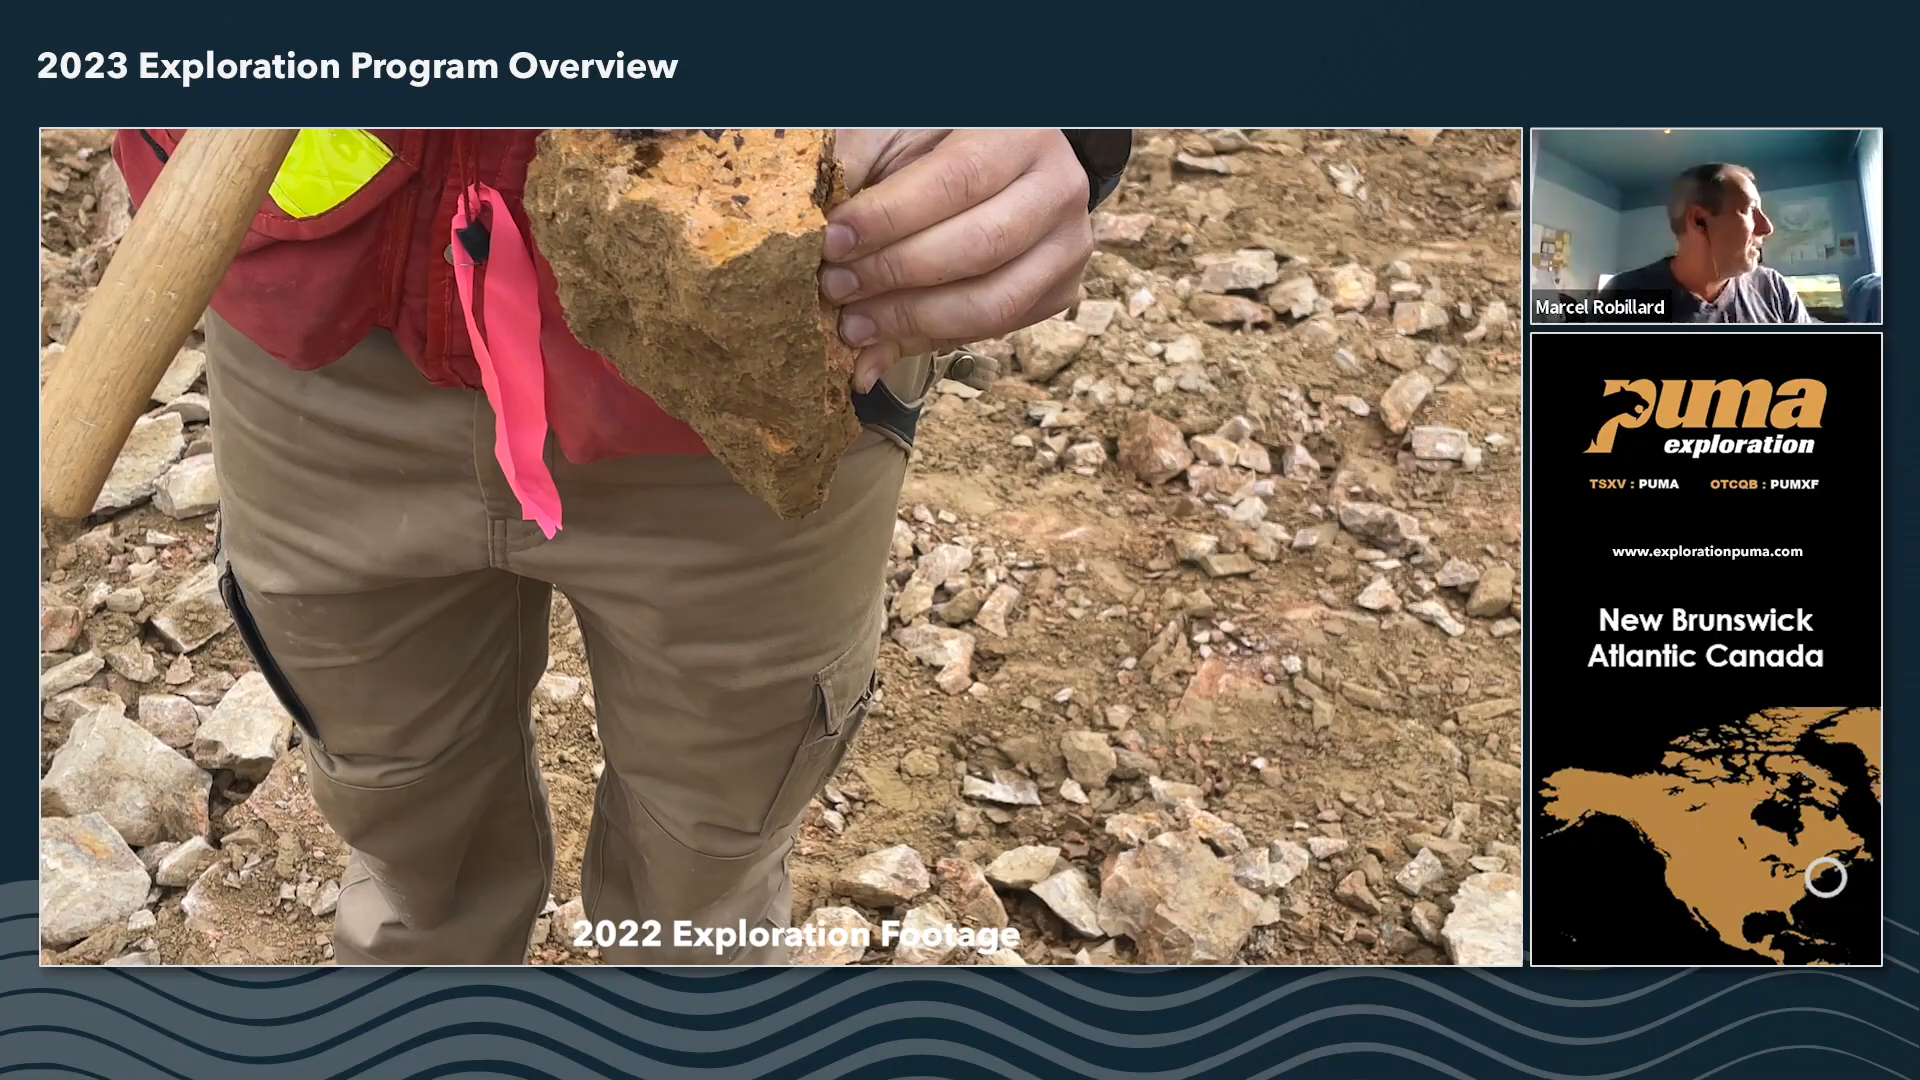 2023 Exploration Program Overview
2022 Exploration Footage
Marcel Robillard
puma
exploration
TSXV : PUMA OTCQB : PUMXF
www.explorationpuma.com
New Brunswick
Atlantic Canada